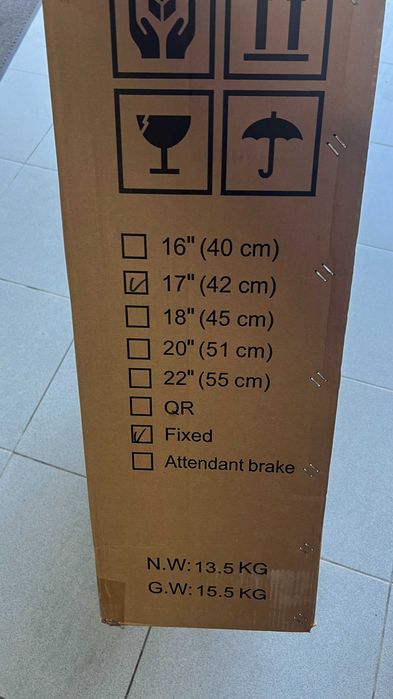 16" (40 cm)
17" (42 cm)
18" (45 cm)
20" (51 cm)
22" (55 cm)
QR
Fixed
Attendant brake
N.W: 13.5 KG
G.W: 15.5 KG